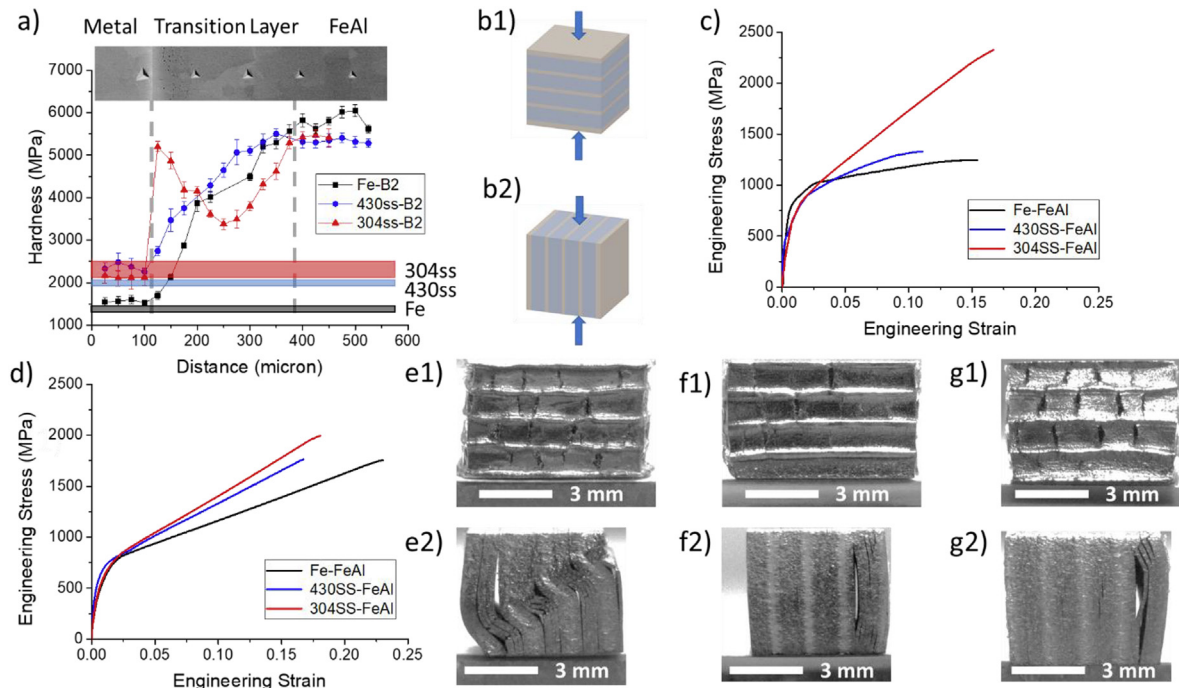 a)
Metal Transition Layer FeAl
7000
6000
5000
4500
3500
2500
2000
1000
Hardness (MPa)
Fe-B2
430ss-B2
304ss-B2
304ss
430ss
Fe
0 100 200 300 400 500 600
Distance (micron)
b1)
b2)
c)
2500
2000
1500
1000
500
0
Engineering Stress (MPa)
Fe-FeAl
430SS-FeAl
304SS-FeAl
0.00 0.05 0.10 0.15 0.20 0.25
Engineering Strain
d)
2500
2000
1500
1000
500
0
Engineering Stress (MPa)
Fe-FeAl
430SS-FeAl
304SS-FeAl
0.00 0.05 0.10 0.15 0.20 0.25
Engineering Strain
e1)
3 mm
f1)
3 mm
g1)
3 mm
e2)
3 mm
f2)
3 mm
g2)
3 mm